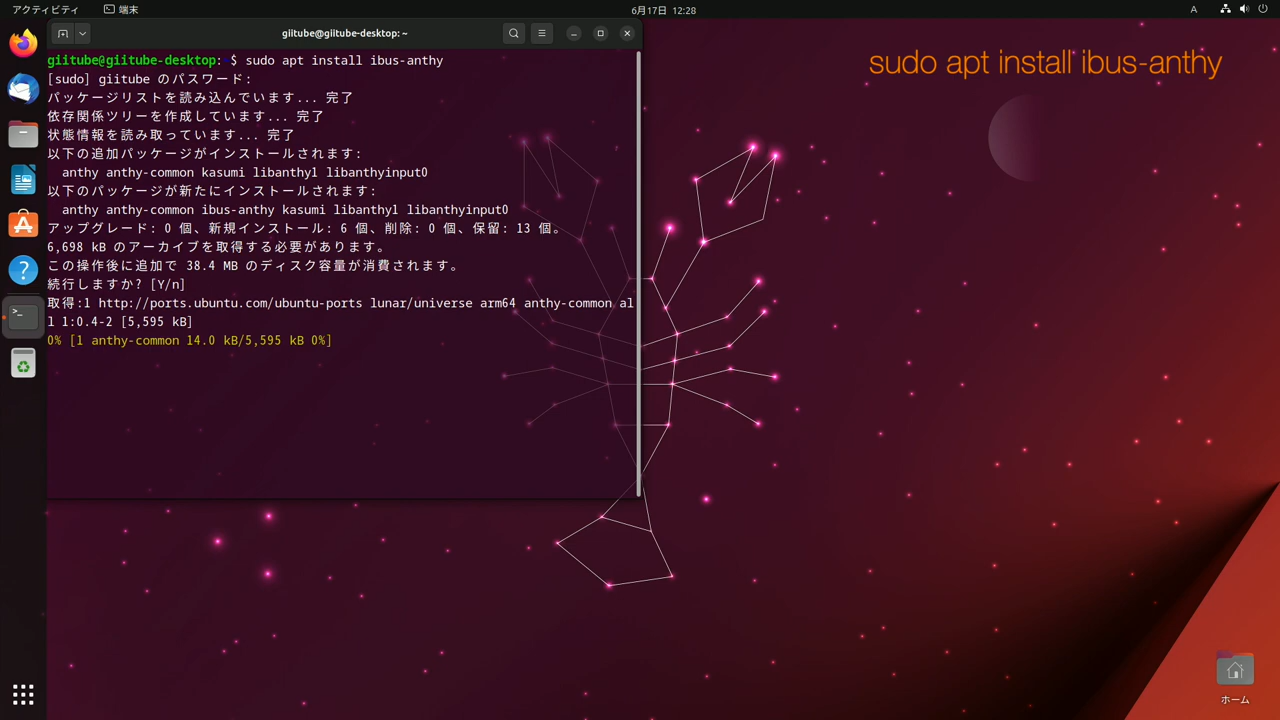 アクティビティ
端末
6月17日 12:28
A
giitube@giitube-desktop: ~
giitube@giitube-desktop:~$ sudo apt install ibus-anthy
[sudo] giitube のパスワード:
パッケージリストを読み込んでいます... 完了
依存関係ツリーを作成しています... 完了
状態情報を読み取っています... 完了
以下の追加パッケージがインストールされます:
anthy anthy-common kasumi libanthy1 libanthyinput0
以下のパッケージが新たにインストールされます:
anthy anthy-common ibus-anthy kasumi libanthy1 libanthyinput0
アップグレード: 0 個、新規インストール: 6 個、削除: 0 個、保留: 13 個。
6,698 kB のアーカイブを取得する必要があります。
この操作後に追加で 38.4 MB のディスク容量が消費されます。
続行しますか? [Y/n]
取得:1 http://ports.ubuntu.com/ubuntu-ports lunar/universe arm64 anthy-common al
l 1:0.4-2 [5,595 kB]
0% [1 anthy-common 14.0 kB/5,595 kB 0%]
sudo apt install ibus-anthy
ホーム